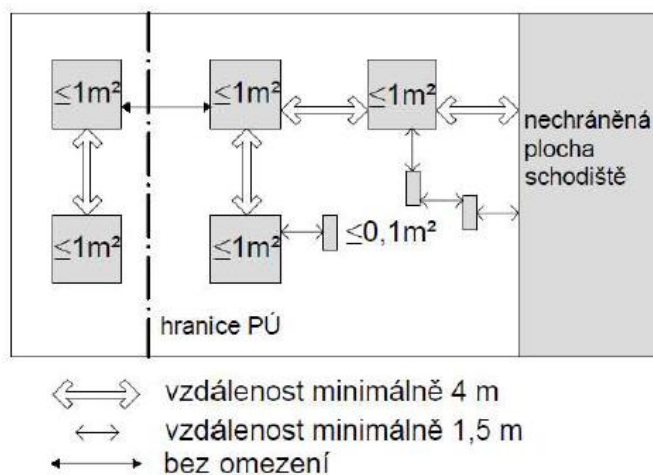 ≤1m²
≤1m²
≤1m²
nechráněná
plocha
schodiště
≤1m²
≤1m²
≤0,1m²
hranice PÚ
vzdálenost minimálně 4 m
vzdálenost minimálně 1,5 m
bez omezení